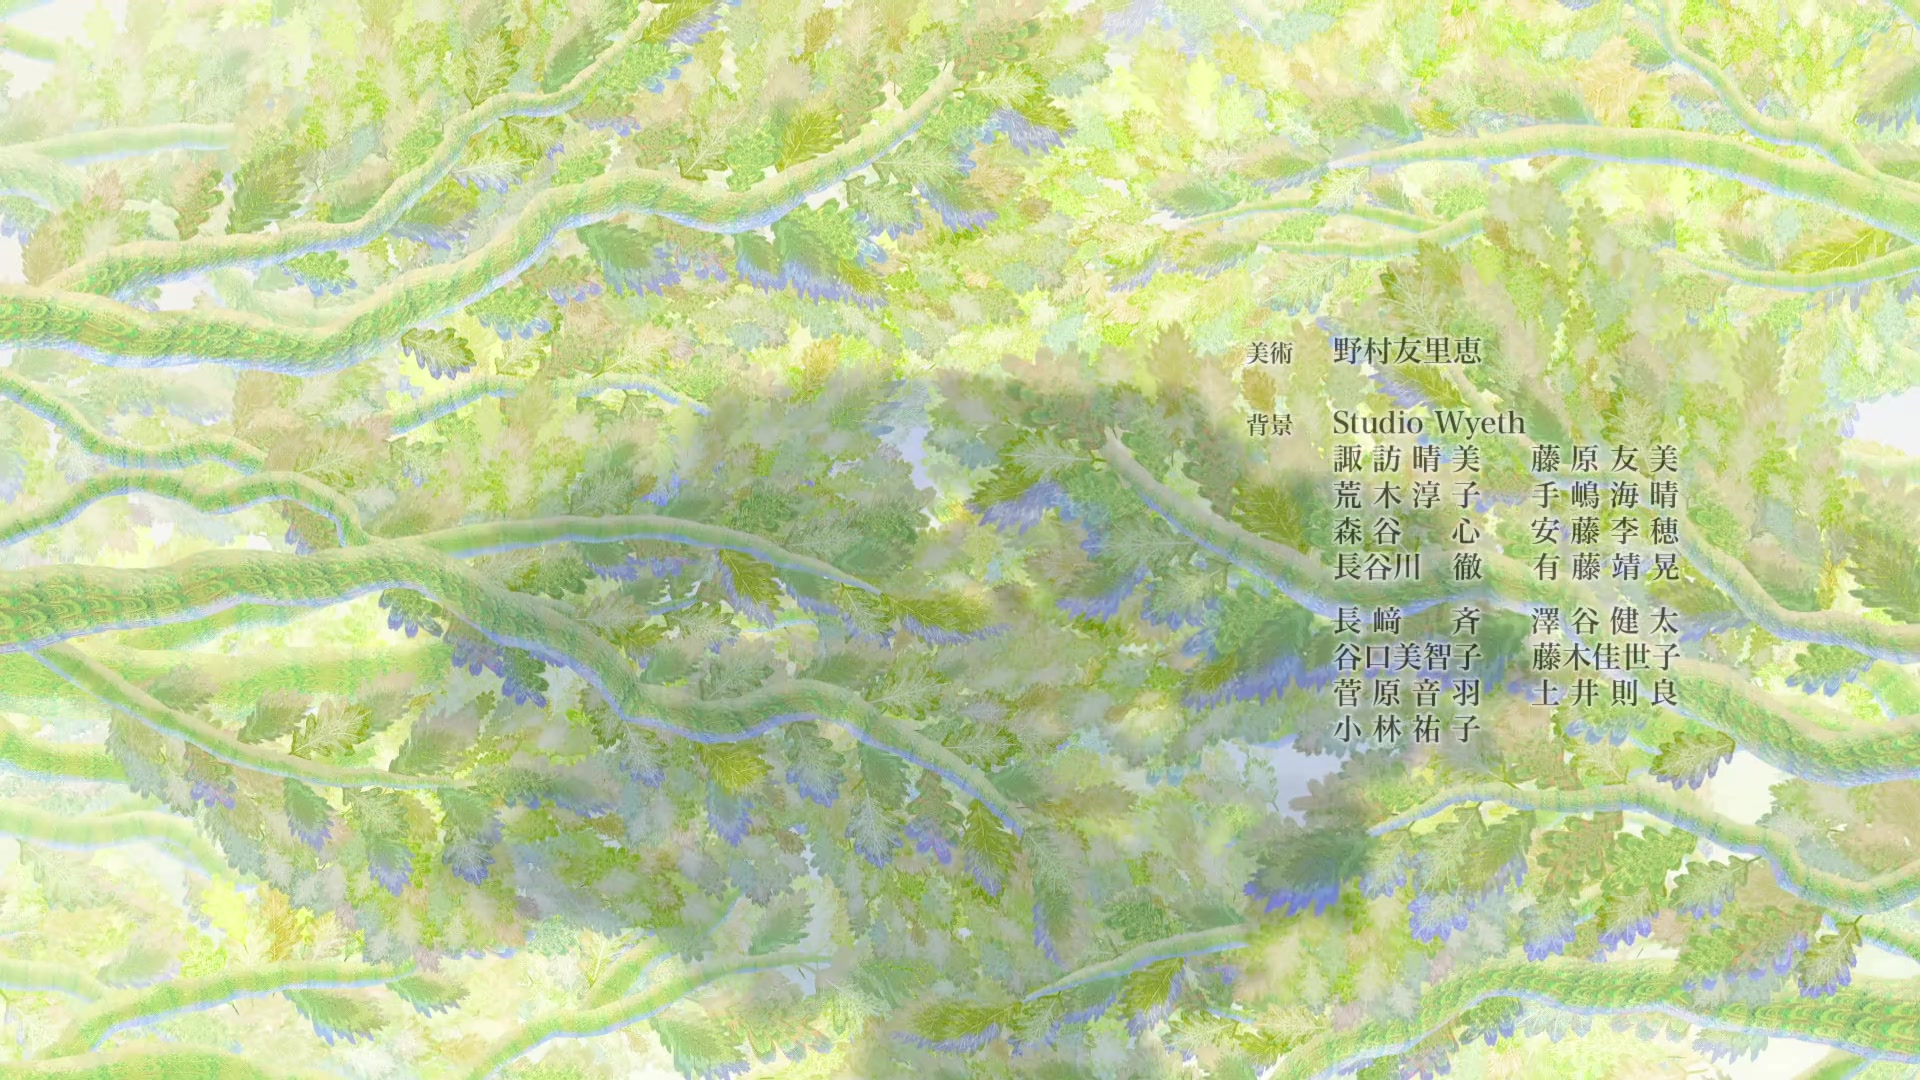 美術 野村友里恵
背景 Studio Wyeth
諏訪晴美 藤原友美
荒木淳子 手嶋海晴
森谷 心 安藤李穂
長谷川 徹 有藤靖晃
長﨑 斉 澤谷健太
谷口美智子 藤木佳世子
菅原音羽 土井則良
小林祐子